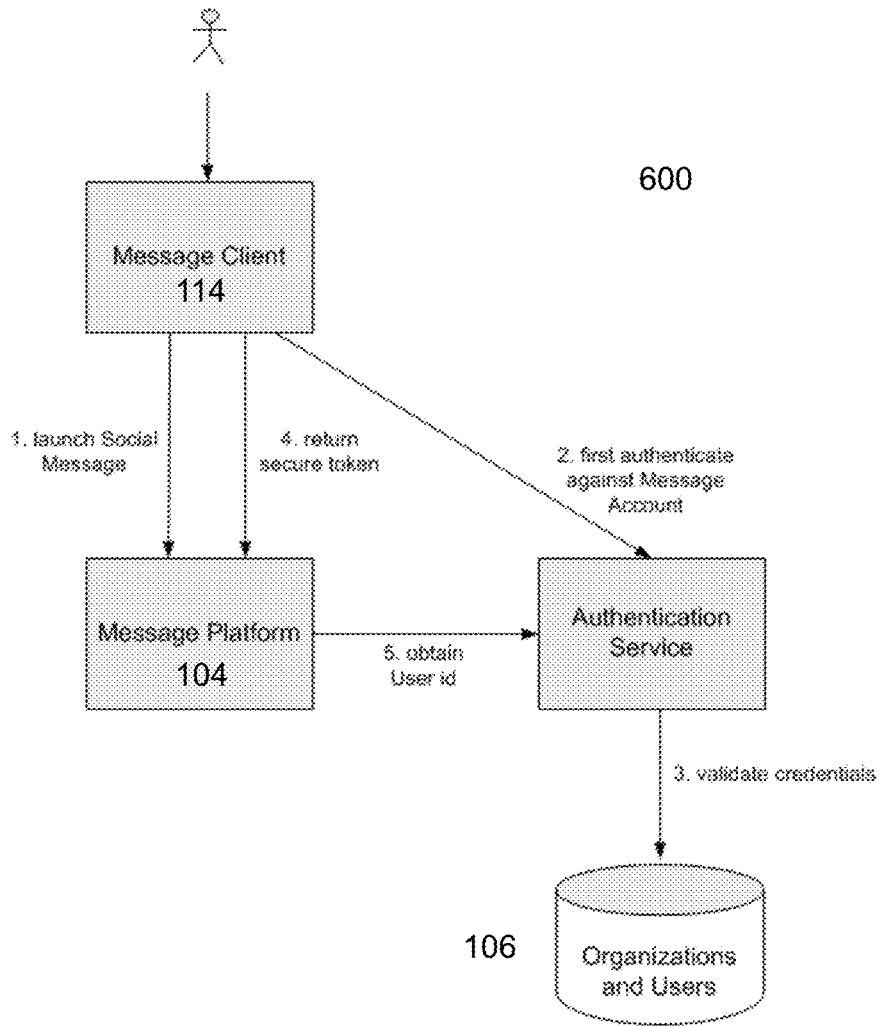 600
Message Client
114
1. launch Social
Message
4. return
secure token
2. first authenticate
against Message
Account
Message Platform
104
5. obtain
User id
Authentication
Service
3. validate credentials
106
Organizations
and Users